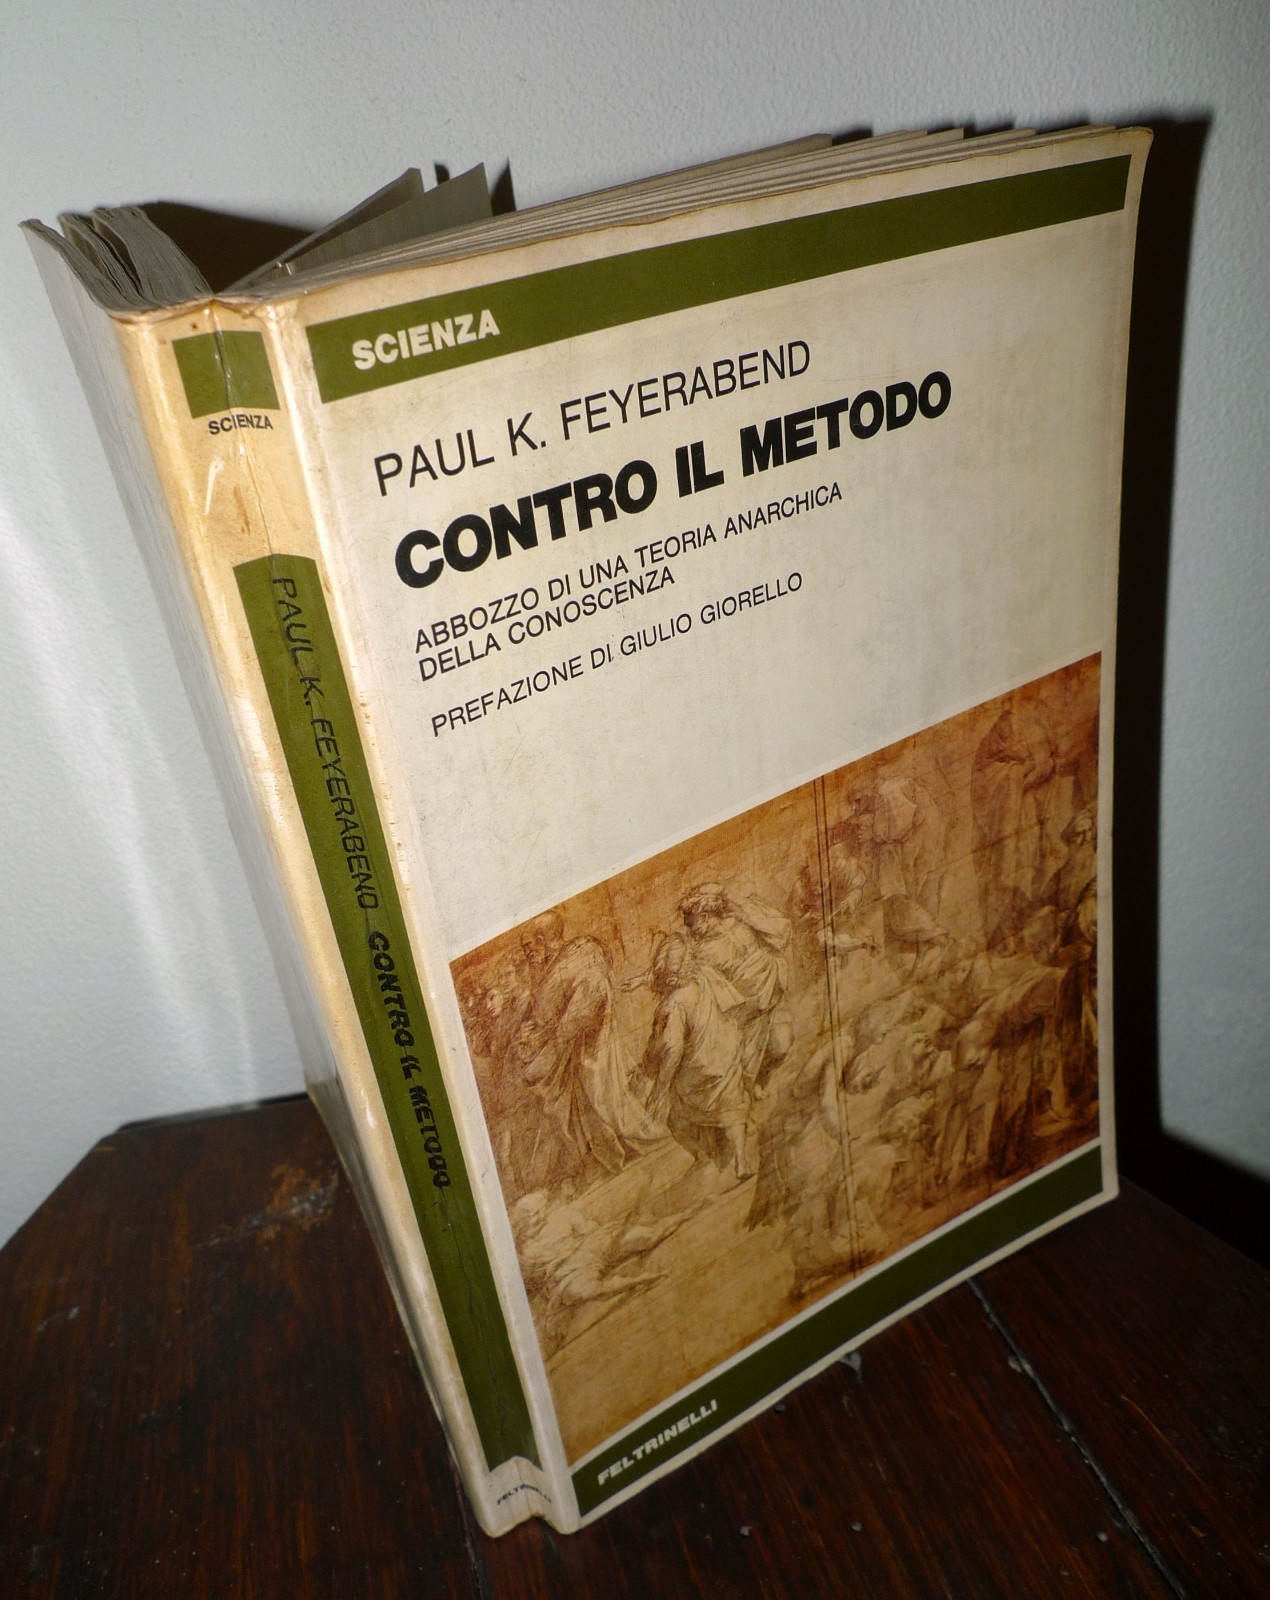 SCIENZA
PAUL K. FEYERABEND
CONTRO IL METODO
ABBOZZO DI UNA TEORIA ANARCHICA
DELLA CONOSCENZA
PREFAZIONE DI GIULIO GIORELLO
FELTRINELLI
SCIENZA
PAUL K. FEYERABEND CONTRO IL METODO
FELTRINELLI